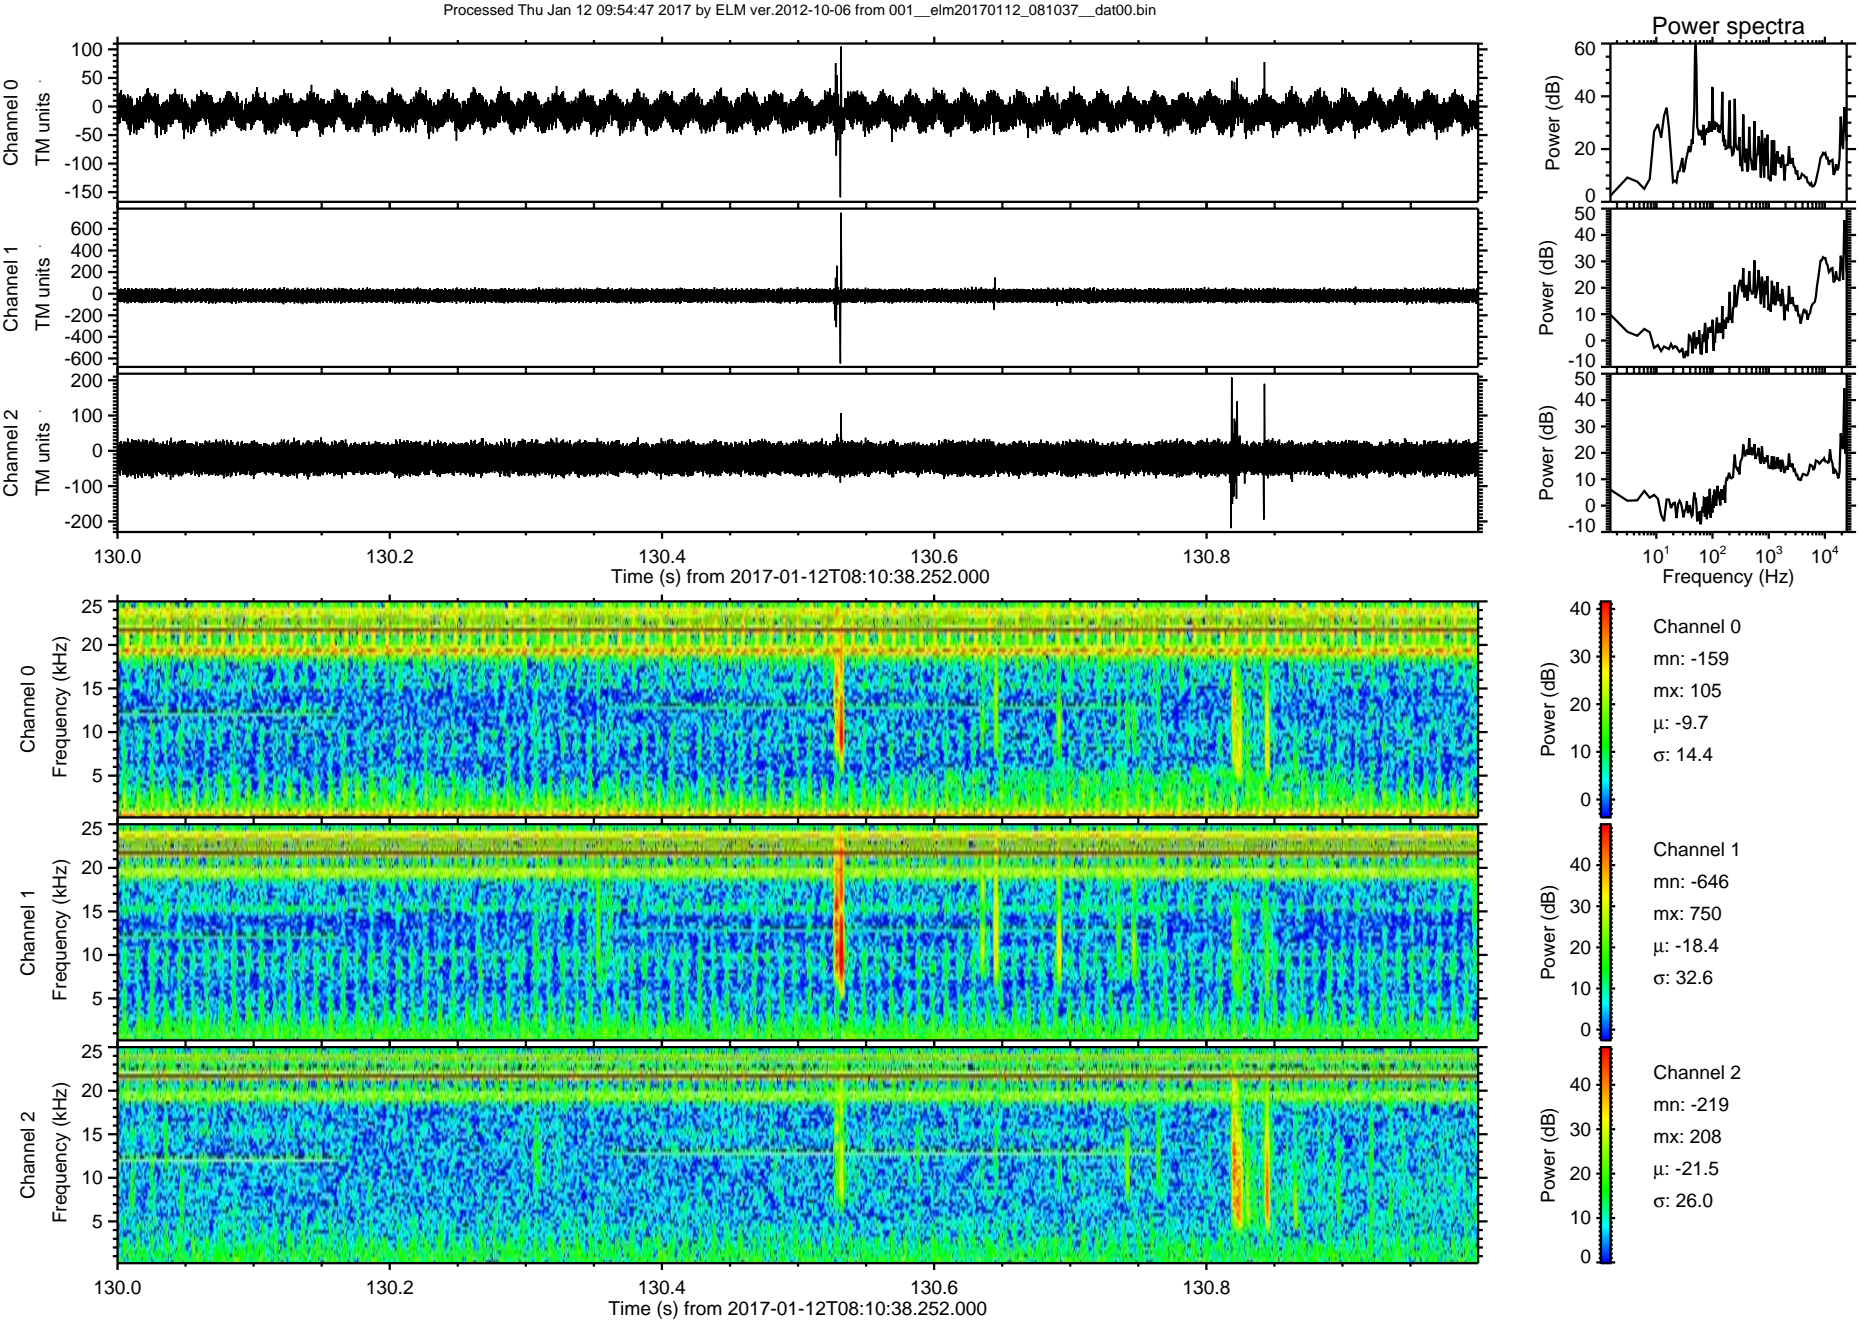 Processed Thu Jan 12 09:54:47 2017 by ELM ver.2012-10-06 from 001__elm20170112_081037__dat00.bin
Power spectra
Channel 0
TM units
100
50
0
-50
-100
-150
Power (dB)
60
40
20
0
Channel 1
TM units
600
400
200
0
-200
-400
-600
Power (dB)
50
40
30
20
10
0
-10
Channel 2
TM units
200
100
0
-100
-200
Power (dB)
50
40
30
20
10
0
-10
130.0 130.2 130.4 130.6 130.8
Time (s) from 2017-01-12T08:10:38.252.000
10¹ 10² 10³ 10⁴
Frequency (Hz)
Channel 0
Frequency (kHz)
25
20
15
10
5
Power (dB)
40
30
20
10
0
Channel 0
mn: -159
mx: 105
μ: -9.7
σ: 14.4
Channel 1
Frequency (kHz)
25
20
15
10
5
Power (dB)
40
30
20
10
0
Channel 1
mn: -646
mx: 750
μ: -18.4
σ: 32.6
Channel 2
Frequency (kHz)
25
20
15
10
5
Power (dB)
40
30
20
10
0
Channel 2
mn: -219
mx: 208
μ: -21.5
σ: 26.0
130.0 130.2 130.4 130.6 130.8
Time (s) from 2017-01-12T08:10:38.252.000